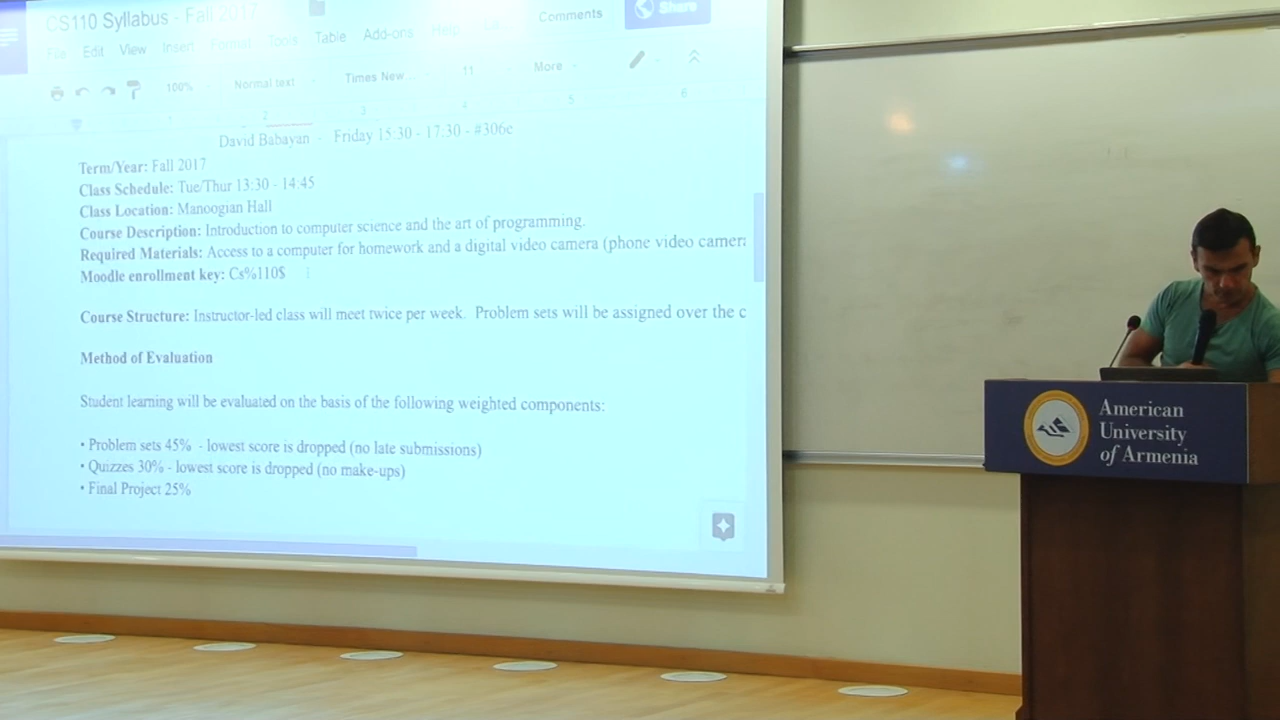 CS110 Syllabus - Fall 2017
Comments
Share
File Edit View Insert Format Tools Table Add-ons Help
100% Normal text Times New... 11 More
2 3 4 5 6
David Babayan - Friday 15:30 - 17:30 - #306e
Term/Year: Fall 2017
Class Schedule: Tue/Thur 13:30 - 14:45
Class Location: Manoogian Hall
Course Description: Introduction to computer science and the art of programming.
Required Materials: Access to a computer for homework and a digital video camera (phone video camera
Moodle enrollment key: Cs%110$
Course Structure: Instructor-led class will meet twice per week. Problem sets will be assigned over the c
Method of Evaluation
Student learning will be evaluated on the basis of the following weighted components:
• Problem sets 45% - lowest score is dropped (no late submissions)
• Quizzes 30% - lowest score is dropped (no make-ups)
• Final Project 25%
American
University
of Armenia